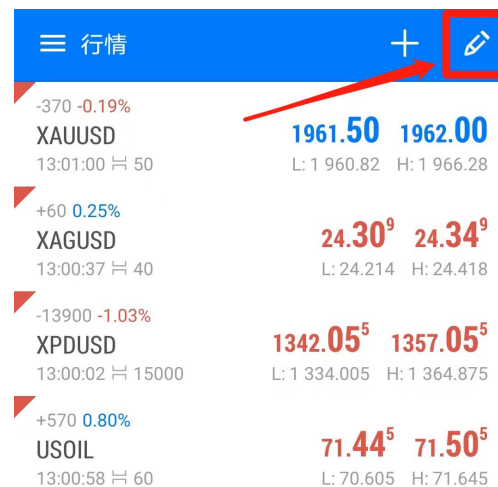 行情
-370 -0.19%
XAUUSD 1961.50 1962.00
13:01:00 50 L: 1 960.82 H: 1 966.28
+60 0.25%
XAGUSD 24.30⁹ 24.34⁹
13:00:37 40 L: 24.214 H: 24.418
-13900 -1.03%
XPDUSD 1342.05⁵ 1357.05⁵
13:00:02 15000 L: 1 334.005 H: 1 364.875
+570 0.80%
USOIL 71.44⁵ 71.50⁵
13:00:58 60 L: 70.605 H: 71.645